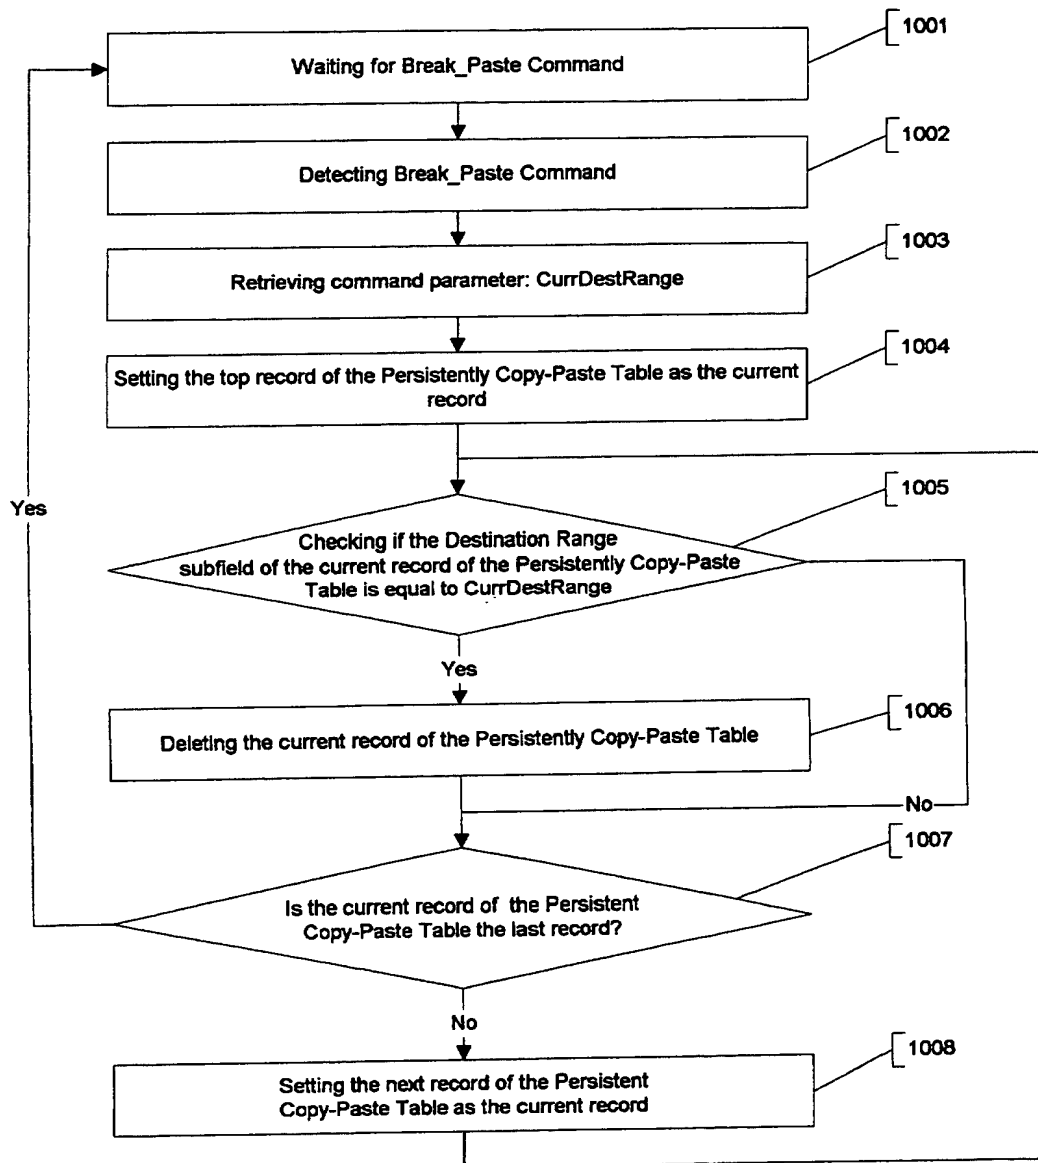 1001
Waiting for Break_Paste Command
1002
Detecting Break_Paste Command
1003
Retrieving command parameter: CurrDestRange
1004
Setting the top record of the Persistently Copy-Paste Table as the current
record
1005
Yes
Checking if the Destination Range
subfield of the current record of the Persistently Copy-Paste
Table is equal to CurrDestRange
Yes
1006
Deleting the current record of the Persistently Copy-Paste Table
No
1007
Is the current record of the Persistent
Copy-Paste Table the last record?
No
1008
Setting the next record of the Persistent
Copy-Paste Table as the current record